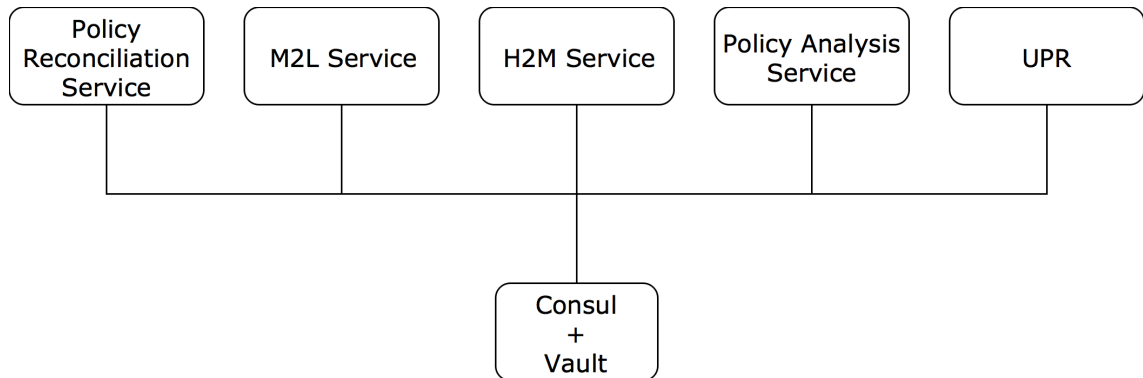 Policy
Reconciliation
Service
M2L Service
H2M Service
Policy Analysis
Service
UPR
Consul
+
Vault